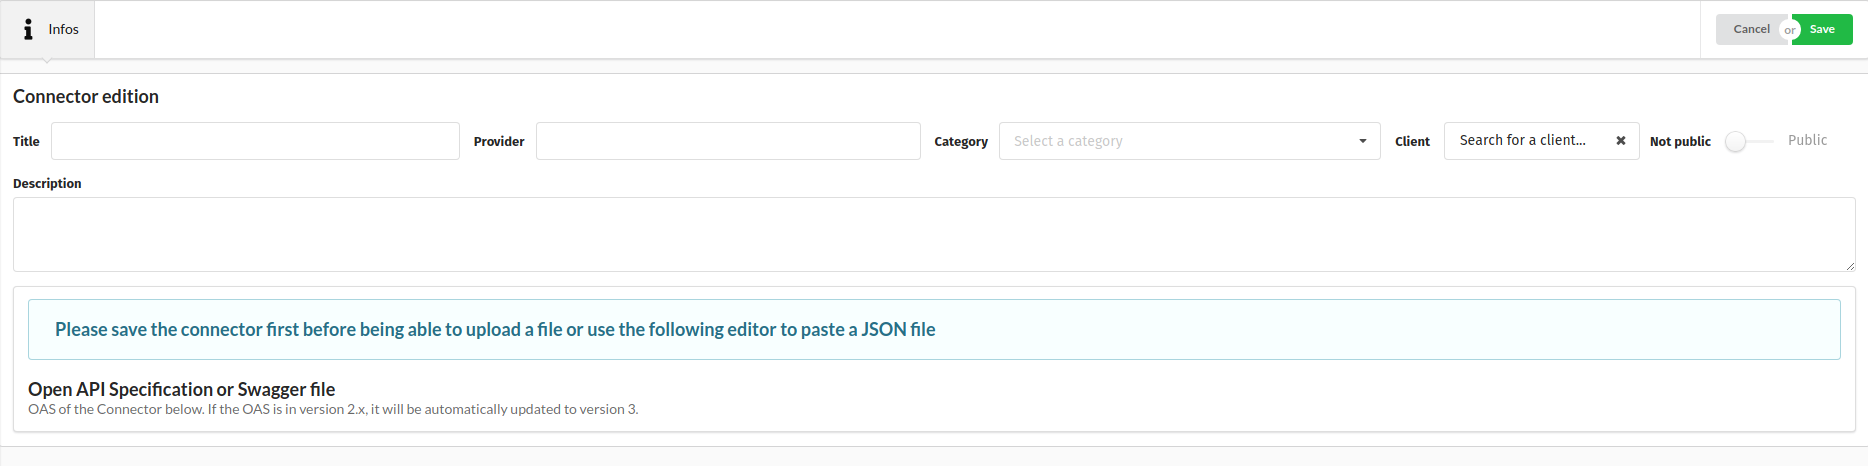 Infos
Cancel or Save
Connector edition
Title Provider Category Select a category Client Search for a client... Not public Public
Description
Please save the connector first before being able to upload a file or use the following editor to paste a JSON file
Open API Specification or Swagger file
OAS of the Connector below. If the OAS is in version 2.x, it will be automatically updated to version 3.